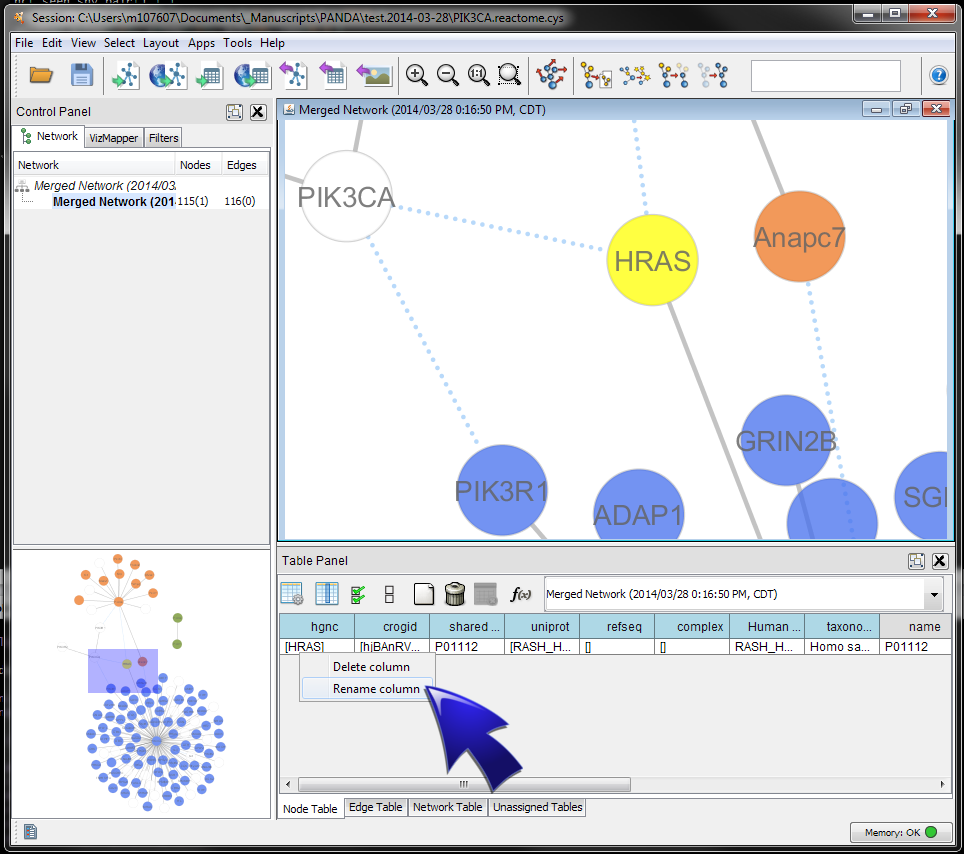 Session: C:\Users\m107607\Documents\_Manuscripts\PANDA\test.2014-03-28\PIK3CA.reactome.cys
File Edit View Select Layout Apps Tools Help
Control Panel
Network VizMapper Filters
Network Nodes Edges
Merged Network (2014/03
Merged Network (201 115(1) 116(0)
Merged Network (2014/03/28 0:16:50 PM, CDT)
PIK3CA
HRAS
Anapc7
GRIN2B
PIK3R1
ADAP1
SGI
Table Panel
f(x) Merged Network (2014/03/28 0:16:50 PM, CDT)
hgnc crogid shared ... uniprot refseq complex Human ... taxono... name
[HRAS] [hjBAnRV... P01112 [RASH_H... [] [] RASH_H... Homo sa... P01112
Delete column
Rename column
Node Table Edge Table Network Table Unassigned Tables
Memory: OK